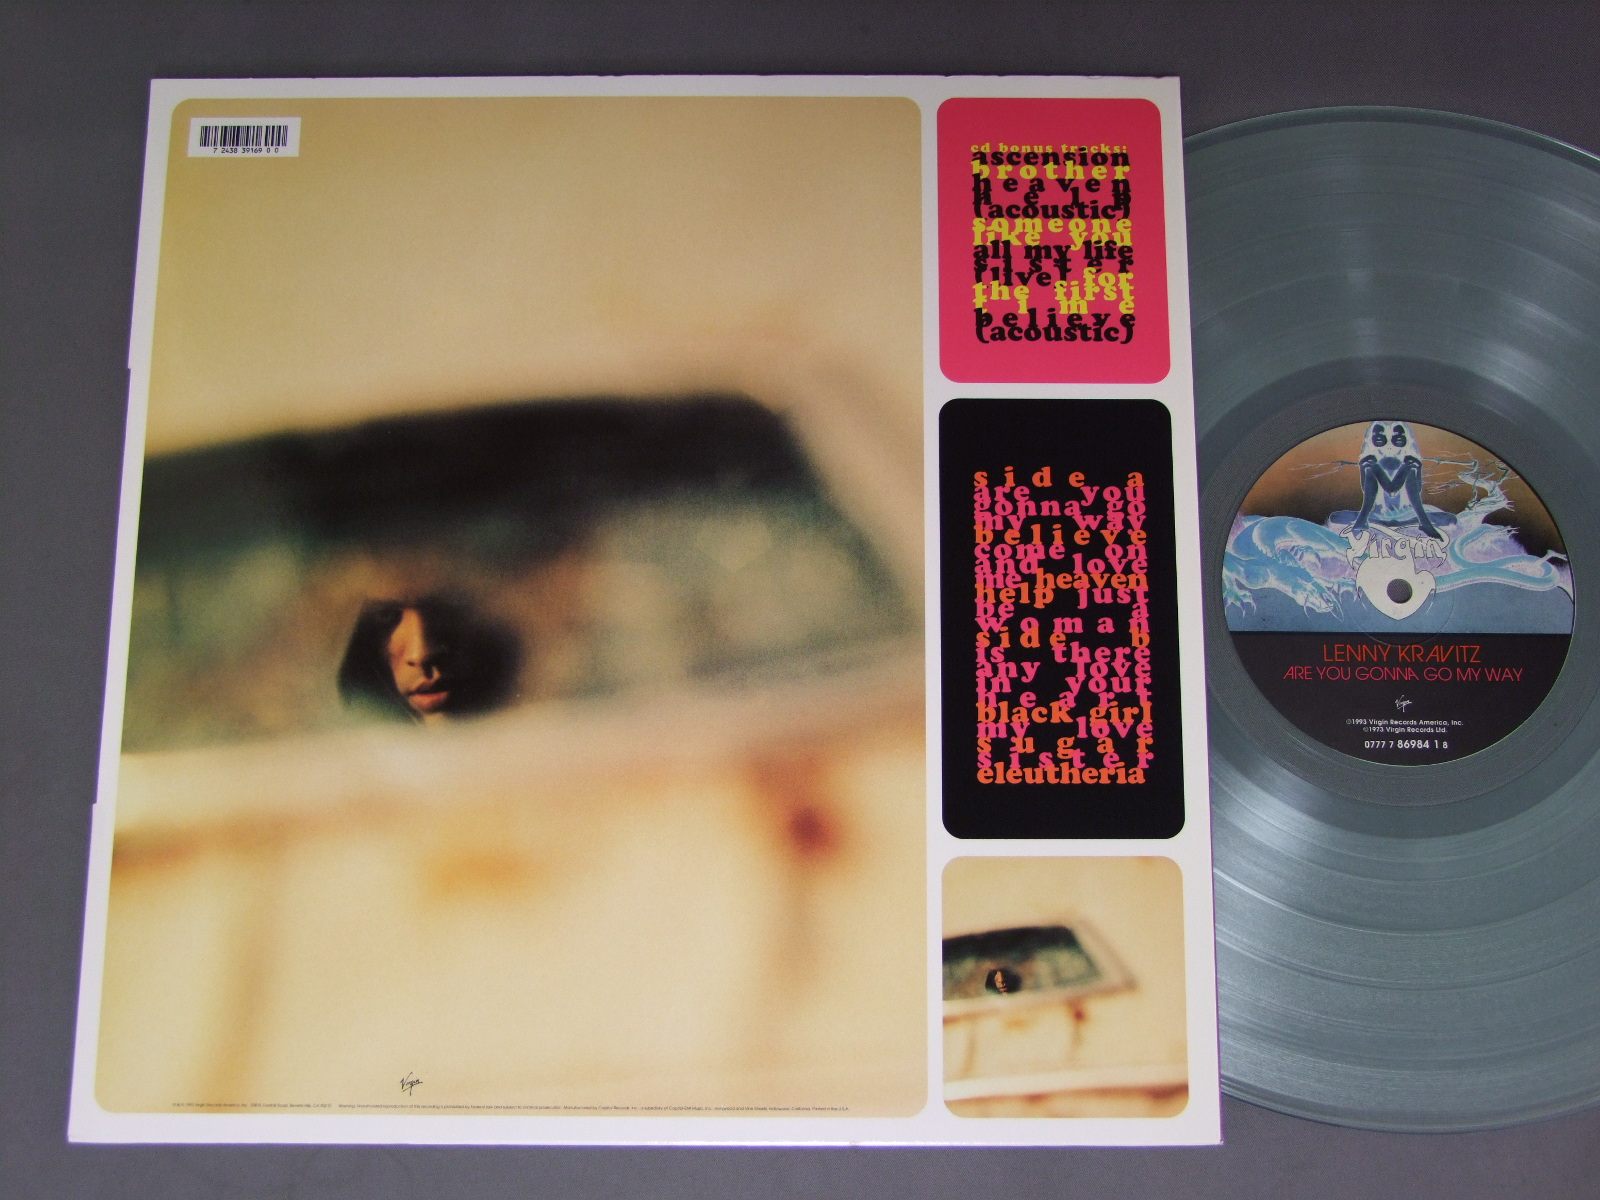 7 2438 39169 0 0
cd bonus tracks:
ascension
brother
heaven
help
(acoustic)
someone
like you
all my life
sister
(live) for
the first
time
believe
(acoustic)
side a
are you
gonna go
my way
believe
come on
and love
me heaven
help just
be a
woman
side b
is there
any love
in your
heart
black girl
my love
sugar
sister
eleutheria
Virgin
Virgin
LENNY KRAVITZ
ARE YOU GONNA GO MY WAY
Virgin
℗1993 Virgin Records America, Inc.
©1973 Virgin Records Ltd.
0777 7 86984 1 8